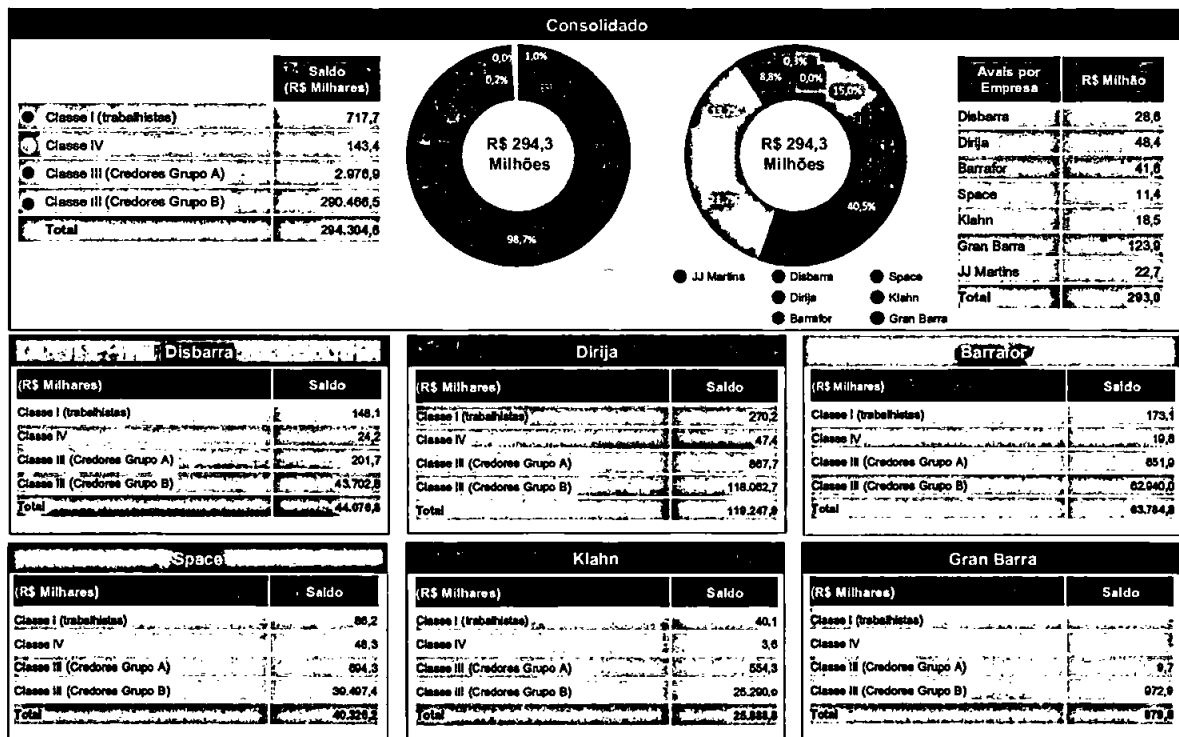 Consolidado
Saldo
(R$ Milhares)
Classe I (trabalhistas) 717,7
Classe IV 143,4
Classe III (Credores Grupo A) 2.976,9
Classe III (Credores Grupo B) 290.466,5
Total 294.304,6
0,0% 1,0%
0,2%
R$ 294,3
Milhões
98,7%
0,3%
8,8% 0,0%
15,0%
R$ 294,3
Milhões
40,5%
JJ Martins Disbarra Space
Dirija Klahn
Barrafor Gran Barra
Avais por
Empresa R$ Milhão
Disbarra 28,6
Dirija 48,4
Barrafor 41,6
Space 11,4
Klahn 18,5
Gran Barra 123,9
JJ Martins 22,7
Total 293,0
Disbarra
(R$ Milhares) Saldo
Classe I (trabalhistas) 148,1
Classe IV 24,2
Classe III (Credores Grupo A) 201,7
Classe III (Credores Grupo B) 43.702,8
Total 44.076,8
Dirija
(R$ Milhares) Saldo
Classe I (trabalhistas) 270,2
Classe IV 47,4
Classe III (Credores Grupo A) 867,7
Classe III (Credores Grupo B) 118.062,7
Total 119.247,9
Barrafor
(R$ Milhares) Saldo
Classe I (trabalhistas) 173,1
Classe IV 19,8
Classe III (Credores Grupo A) 651,9
Classe III (Credores Grupo B) 62.940,0
Total 63.784,8
Space
(R$ Milhares) Saldo
Classe I (trabalhistas) 86,2
Classe IV 48,3
Classe III (Credores Grupo A) 694,3
Classe III (Credores Grupo B) 39.497,4
Total 40.326,2
Klahn
(R$ Milhares) Saldo
Classe I (trabalhistas) 40,1
Classe IV 3,6
Classe III (Credores Grupo A) 554,3
Classe III (Credores Grupo B)
Total
Gran Barra
(R$ Milhares) Saldo
Classe I (trabalhistas)
Classe IV
Classe III (Credores Grupo A) 9,7
Classe III (Credores Grupo B) 972,9
Total